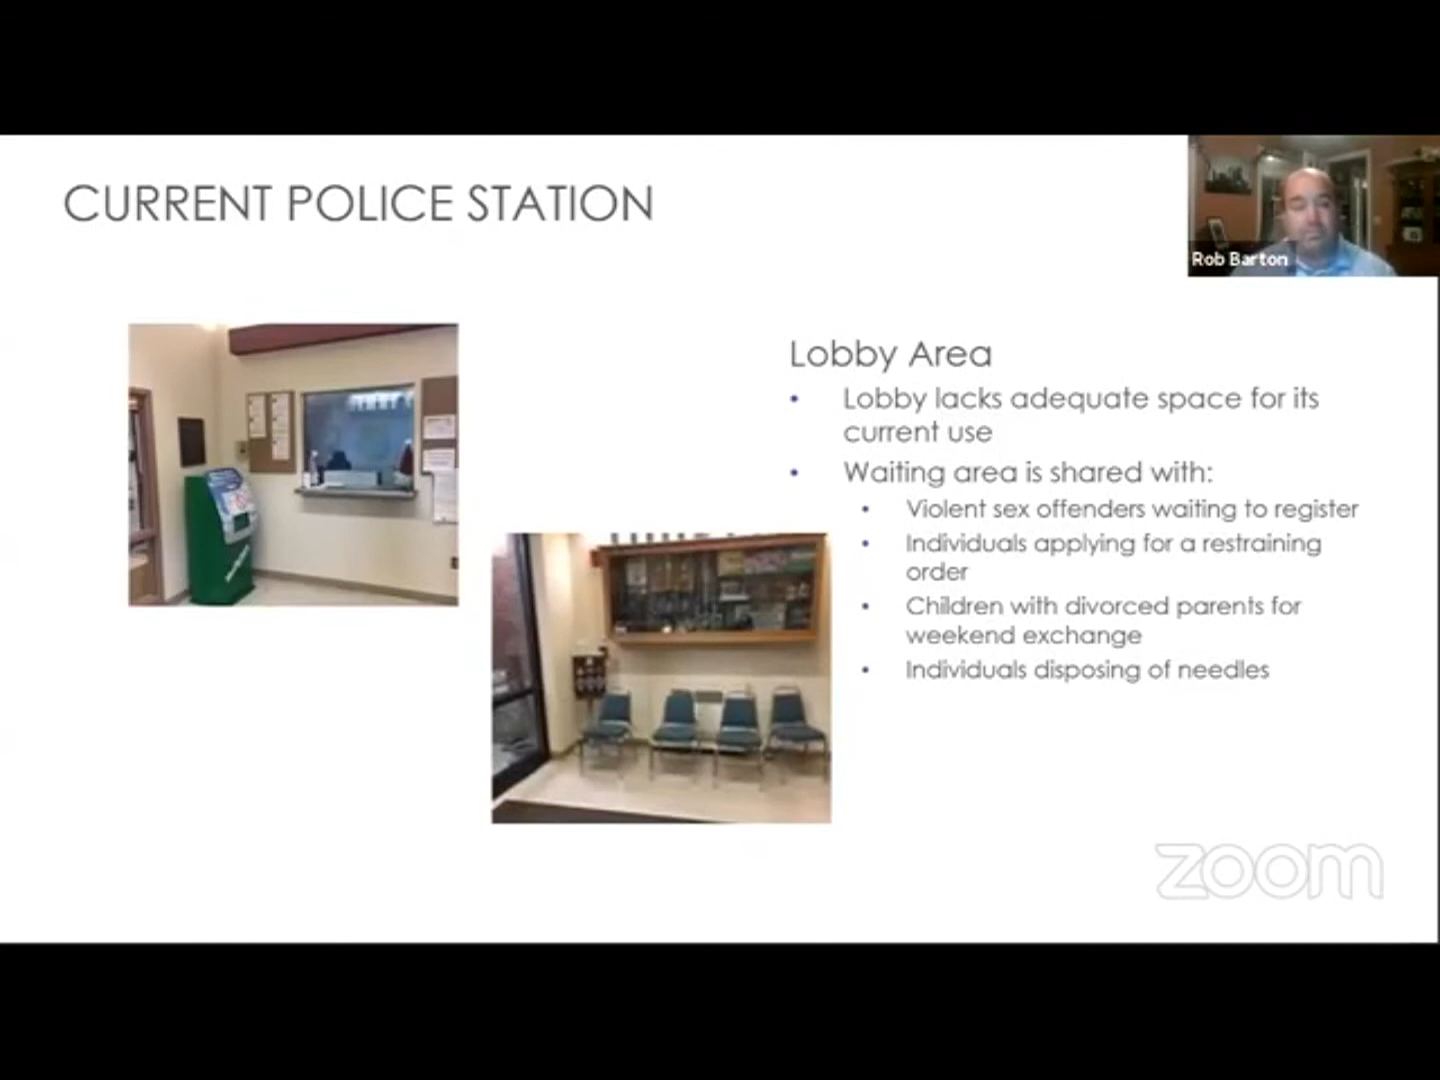 CURRENT POLICE STATION
Rob Barton
Lobby Area
• Lobby lacks adequate space for its
current use
• Waiting area is shared with:
• Violent sex offenders waiting to register
• Individuals applying for a restraining
order
• Children with divorced parents for
weekend exchange
• Individuals disposing of needles
zoom